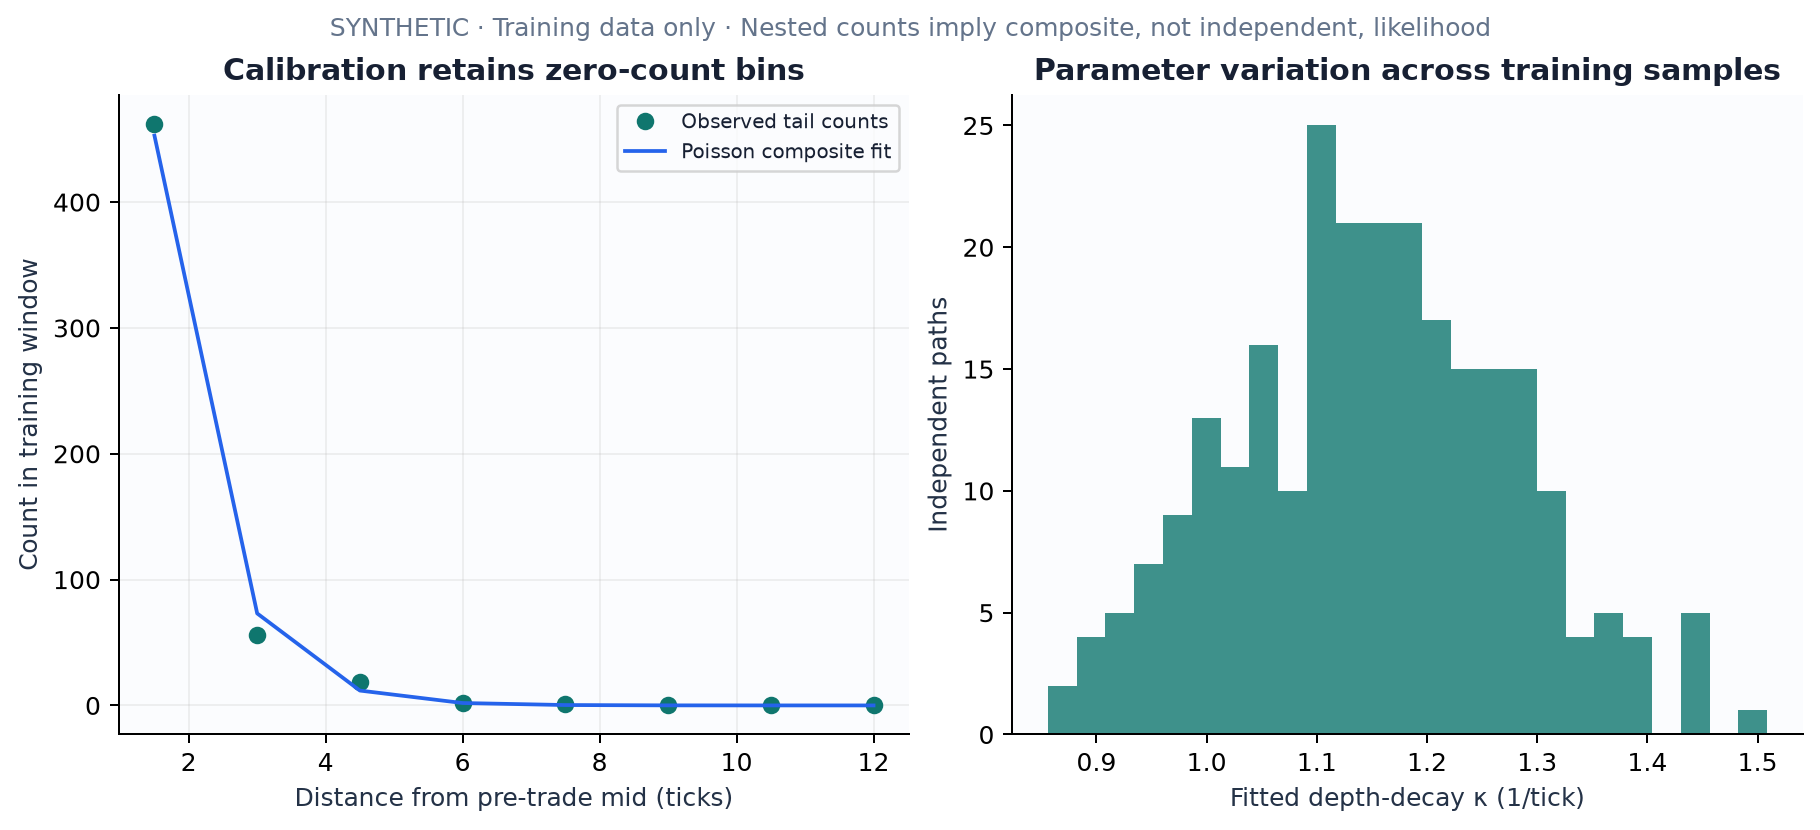 SYNTHETIC · Training data only · Nested counts imply composite, not independent, likelihood
Calibration retains zero-count bins
Observed tail counts
Poisson composite fit
Count in training window
400
300
200
100
0
2 4 6 8 10 12
Distance from pre-trade mid (ticks)
Parameter variation across training samples
Independent paths
25
20
15
10
5
0
0.9 1.0 1.1 1.2 1.3 1.4 1.5
Fitted depth-decay κ (1/tick)